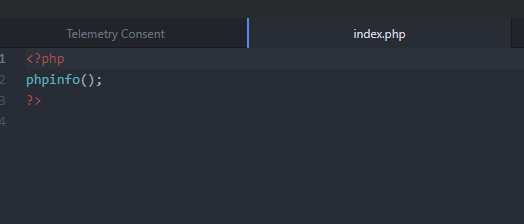 Telemetry Consent
index.php
1 <?php
2 phpinfo();
3 ?>
4